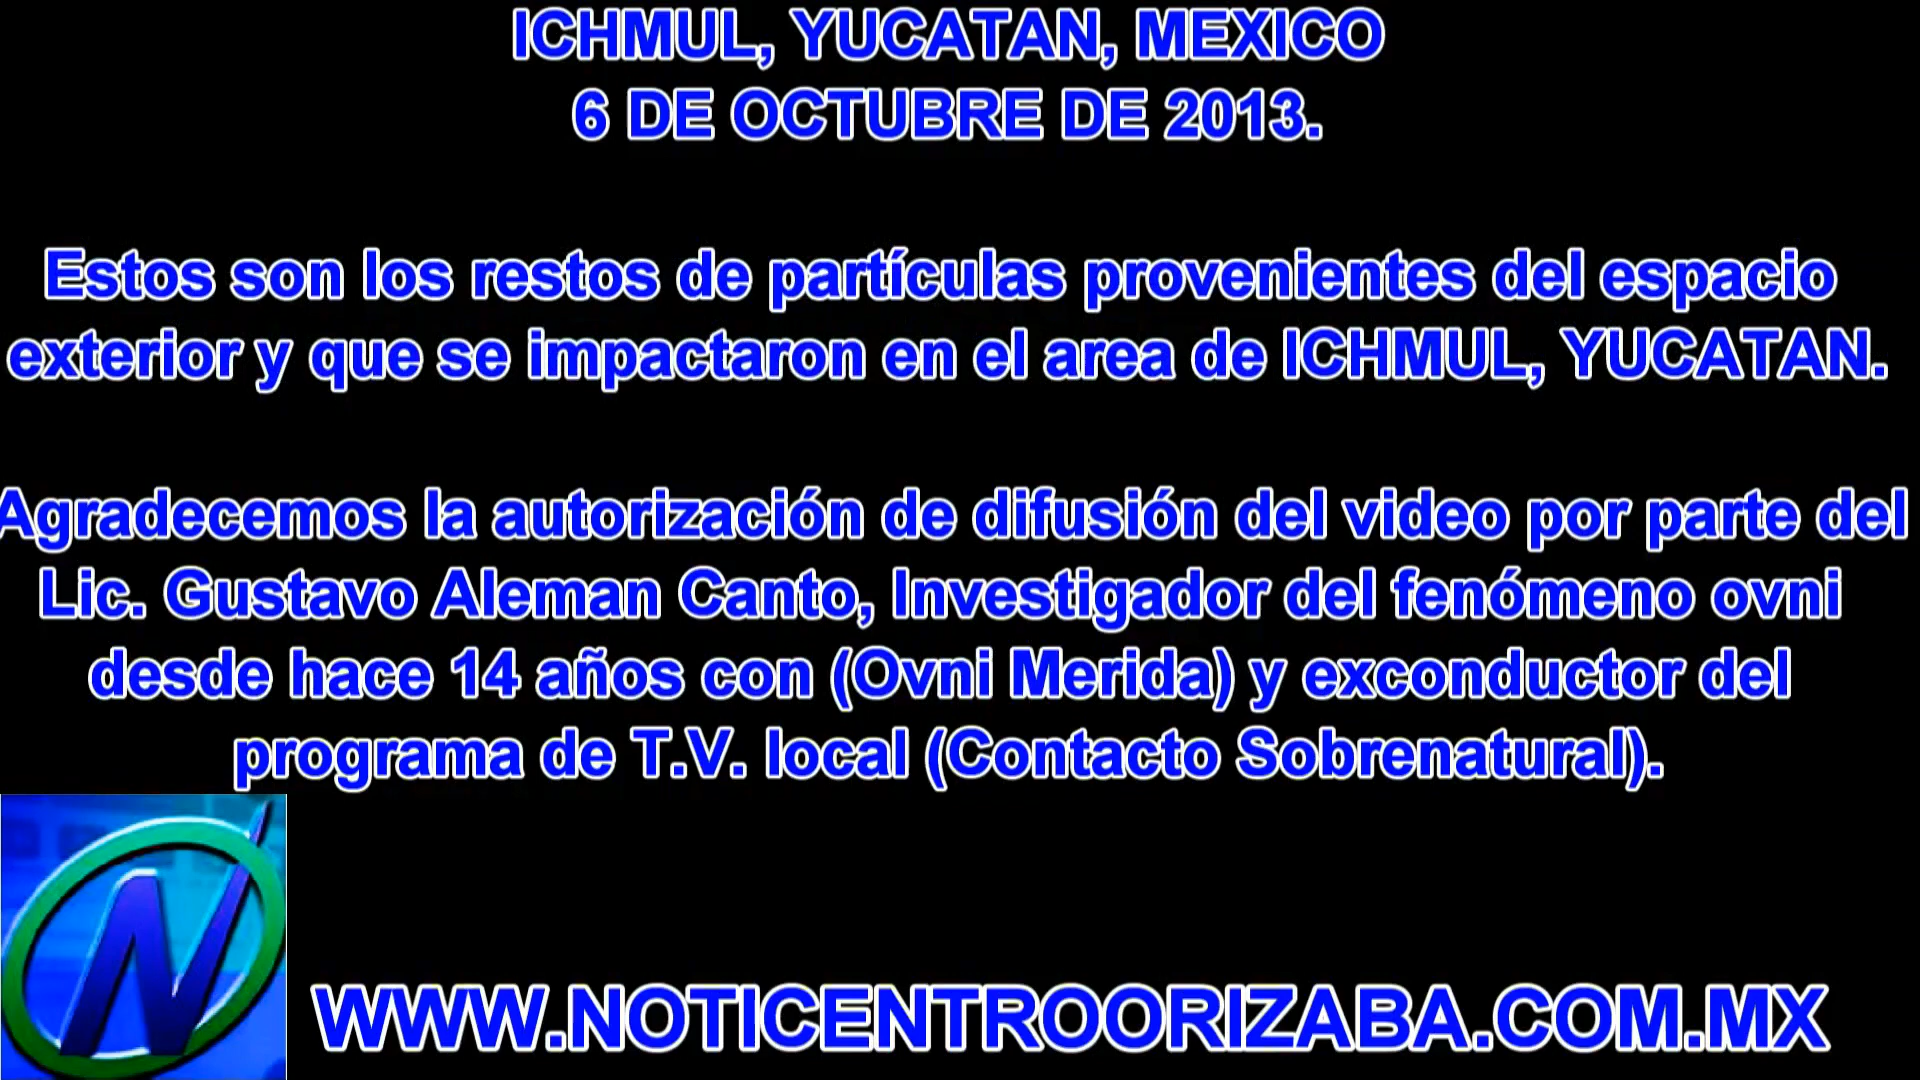 ICHMUL, YUCATAN, MEXICO
6 DE OCTUBRE DE 2013.
Estos son los restos de partículas provenientes del espacio
exterior y que se impactaron en el area de ICHMUL, YUCATAN.
Agradecemos la autorización de difusión del video por parte del
Lic. Gustavo Aleman Canto, Investigador del fenómeno ovni
desde hace 14 años con (Ovni Merida) y exconductor del
programa de T.V. local (Contacto Sobrenatural).
N
WWW.NOTICENTROORIZABA.COM.MX